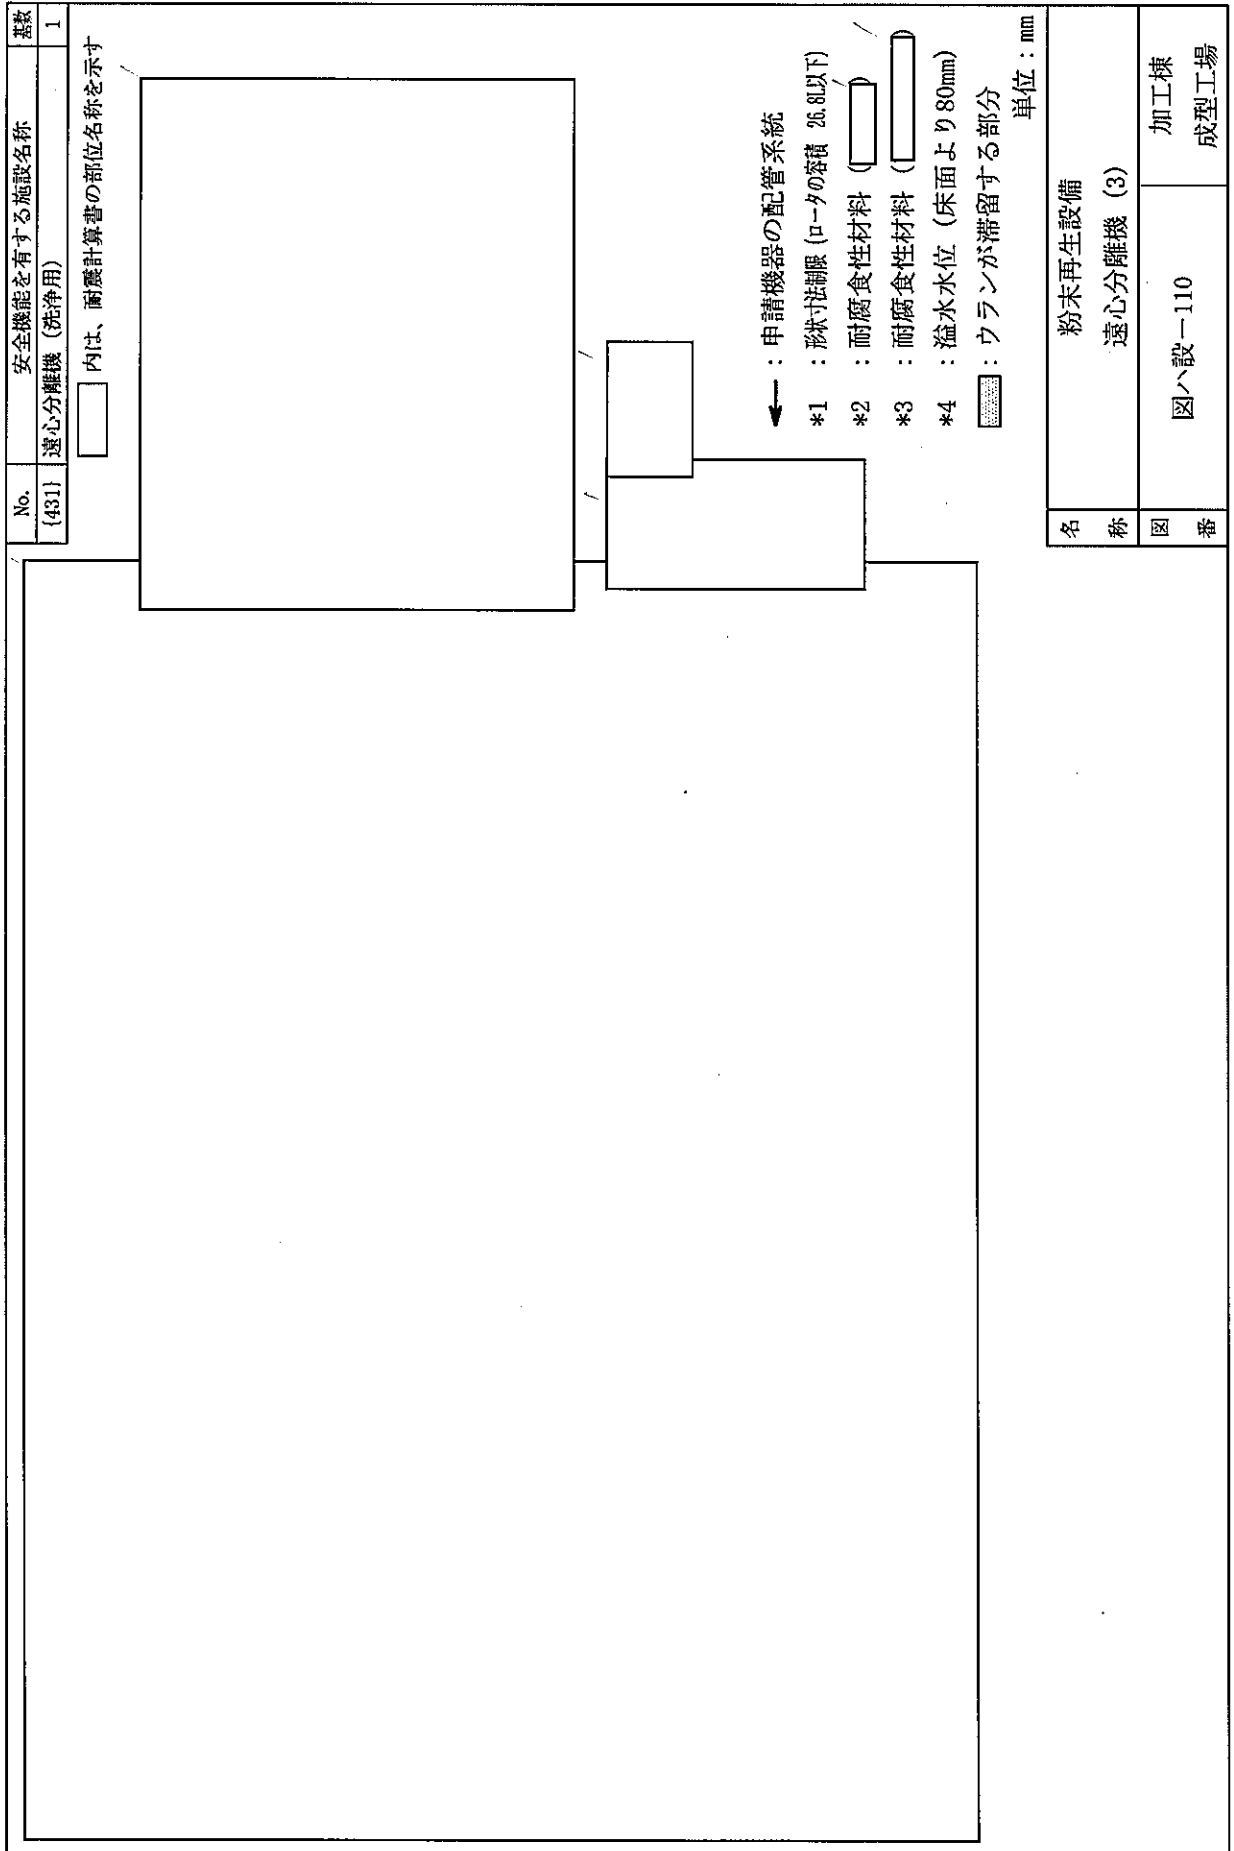 No. 安全機能を有する施設名称 基数
{431} 遠心分離機（洗浄用） 1
内は、耐震計算書の部位名称を示す
：申請機器の配管系統
*1 ：形状寸法制限（ロータの容積 26.8L以下）
*2 ：耐腐食性材料（ ）
*3 ：耐腐食性材料（ ）
*4 ：溢水水位（床面より80mm）
：ウランが滞留する部分
単位：mm
名称 粉末再生設備
遠心分離機（3）
図番 図ハ設－110 加工棟
成型工場